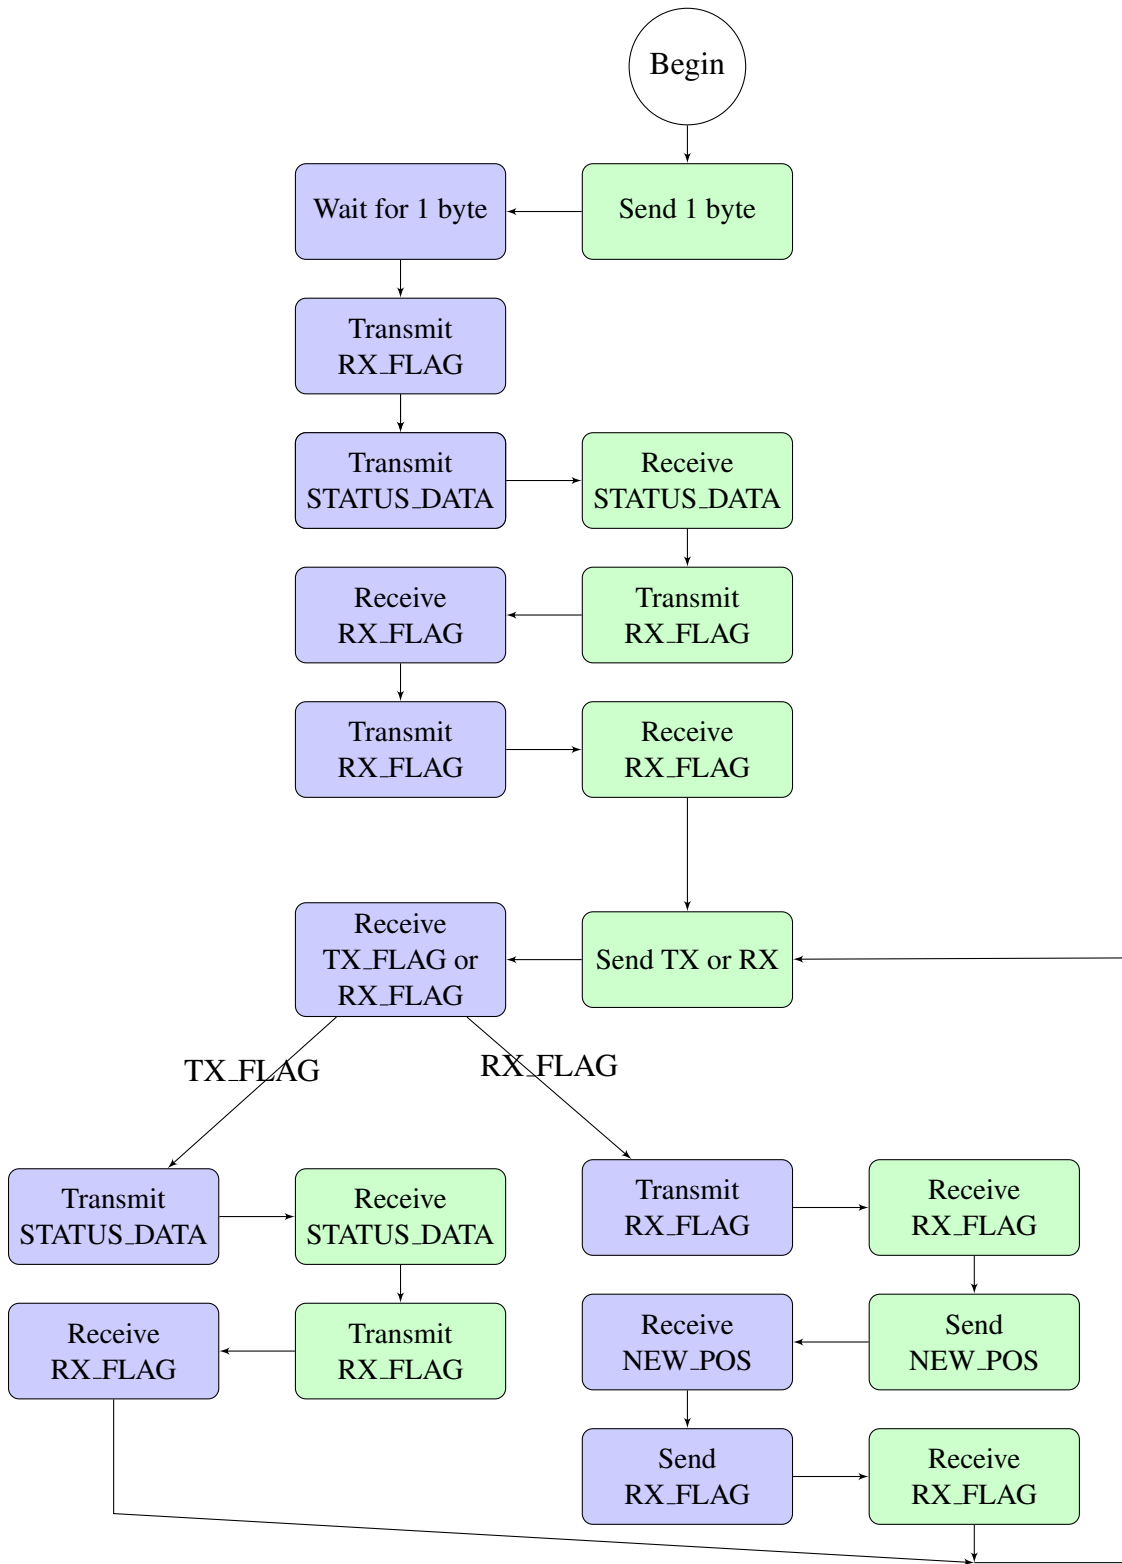 Begin
Wait for 1 byte
Send 1 byte
Transmit
RX_FLAG
Transmit
STATUS_DATA
Receive
STATUS_DATA
Receive
RX_FLAG
Transmit
RX_FLAG
Transmit
RX_FLAG
Receive
RX_FLAG
Receive
TX_FLAG or
RX_FLAG
Send TX or RX
TX_FLAG
RX_FLAG
Transmit
STATUS_DATA
Receive
STATUS_DATA
Transmit
RX_FLAG
Receive
RX_FLAG
Receive
RX_FLAG
Transmit
RX_FLAG
Receive
NEW_POS
Send
NEW_POS
Send
RX_FLAG
Receive
RX_FLAG